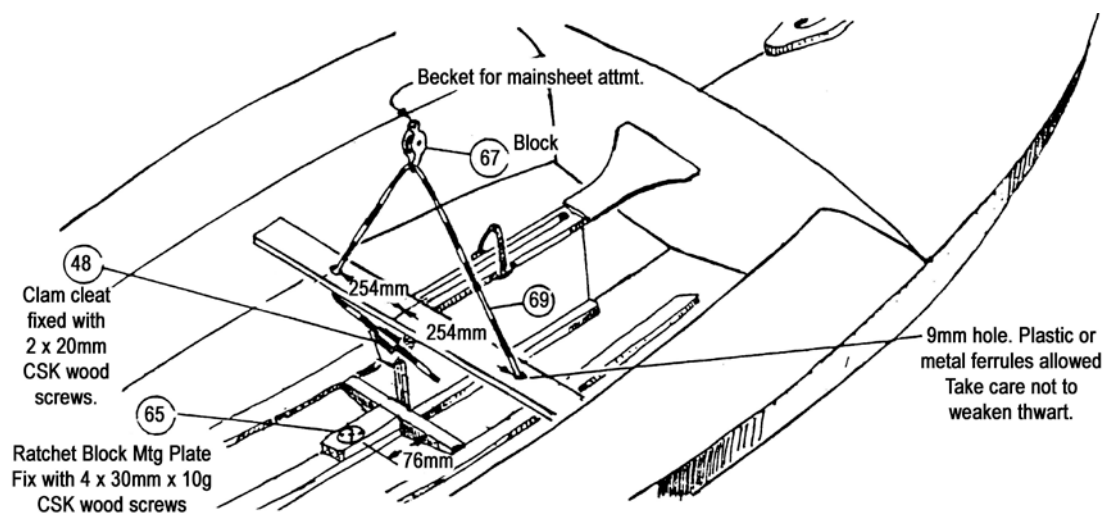 Becket for mainsheet attmt.
67
Block
48
Clam cleat
fixed with
2 x 20mm
CSK wood
screws.
254mm
254mm
69
9mm hole. Plastic or
metal ferrules allowed
Take care not to
weaken thwart.
65
Ratchet Block Mtg Plate
Fix with 4 x 30mm x 10g
CSK wood screws
76mm